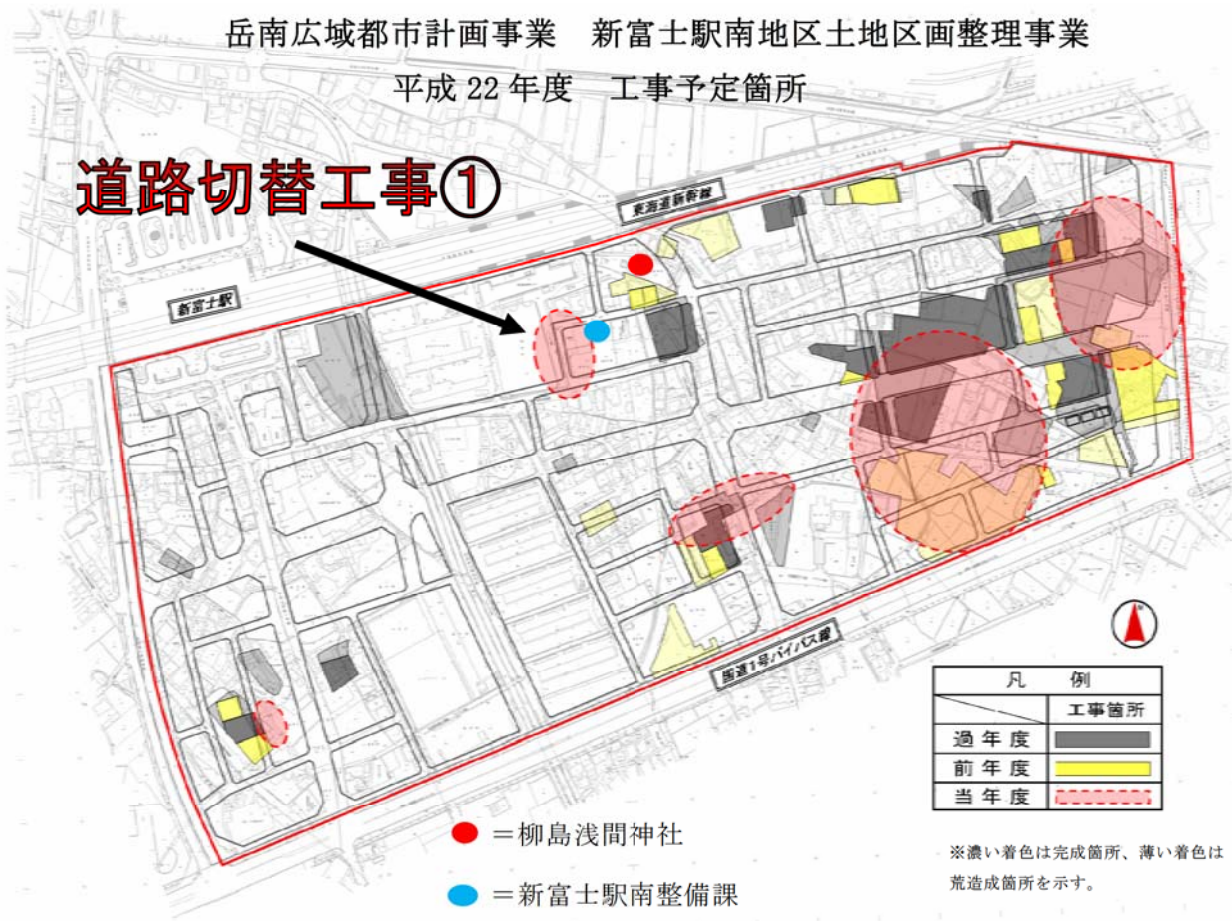 岳南広域都市計画事業　新富士駅南地区土地区画整理事業
平成 22 年度　工事予定箇所
道路切替工事①
東海道新幹線
新富士駅
国道1号バイパス線
凡　例
工事箇所
過年度
前年度
当年度
＝柳島浅間神社
＝新富士駅南整備課
※濃い着色は完成箇所、薄い着色は
荒造成箇所を示す。